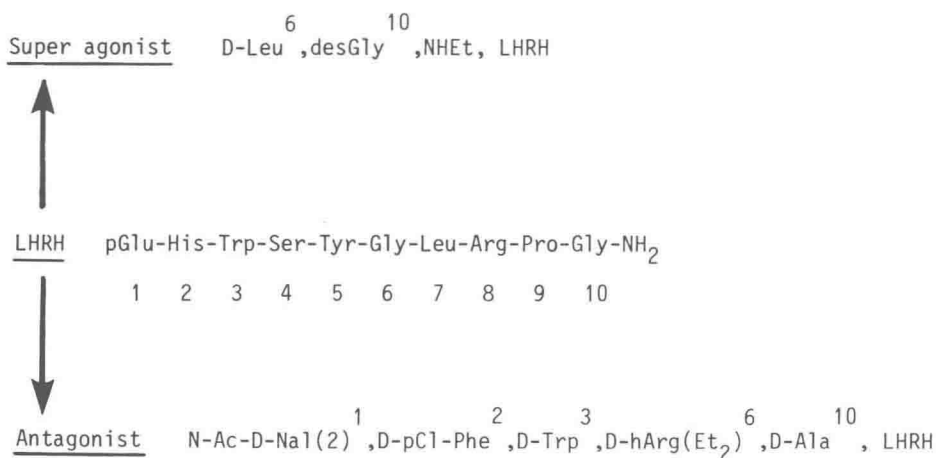 6 10
Super agonist D-Leu ,desGly ,NHEt, LHRH
LHRH pGlu-His-Trp-Ser-Tyr-Gly-Leu-Arg-Pro-Gly-NH2
1 2 3 4 5 6 7 8 9 10
1 2 3 6 10
Antagonist N-Ac-D-Nal(2) ,D-pCl-Phe ,D-Trp ,D-hArg(Et2) ,D-Ala , LHRH